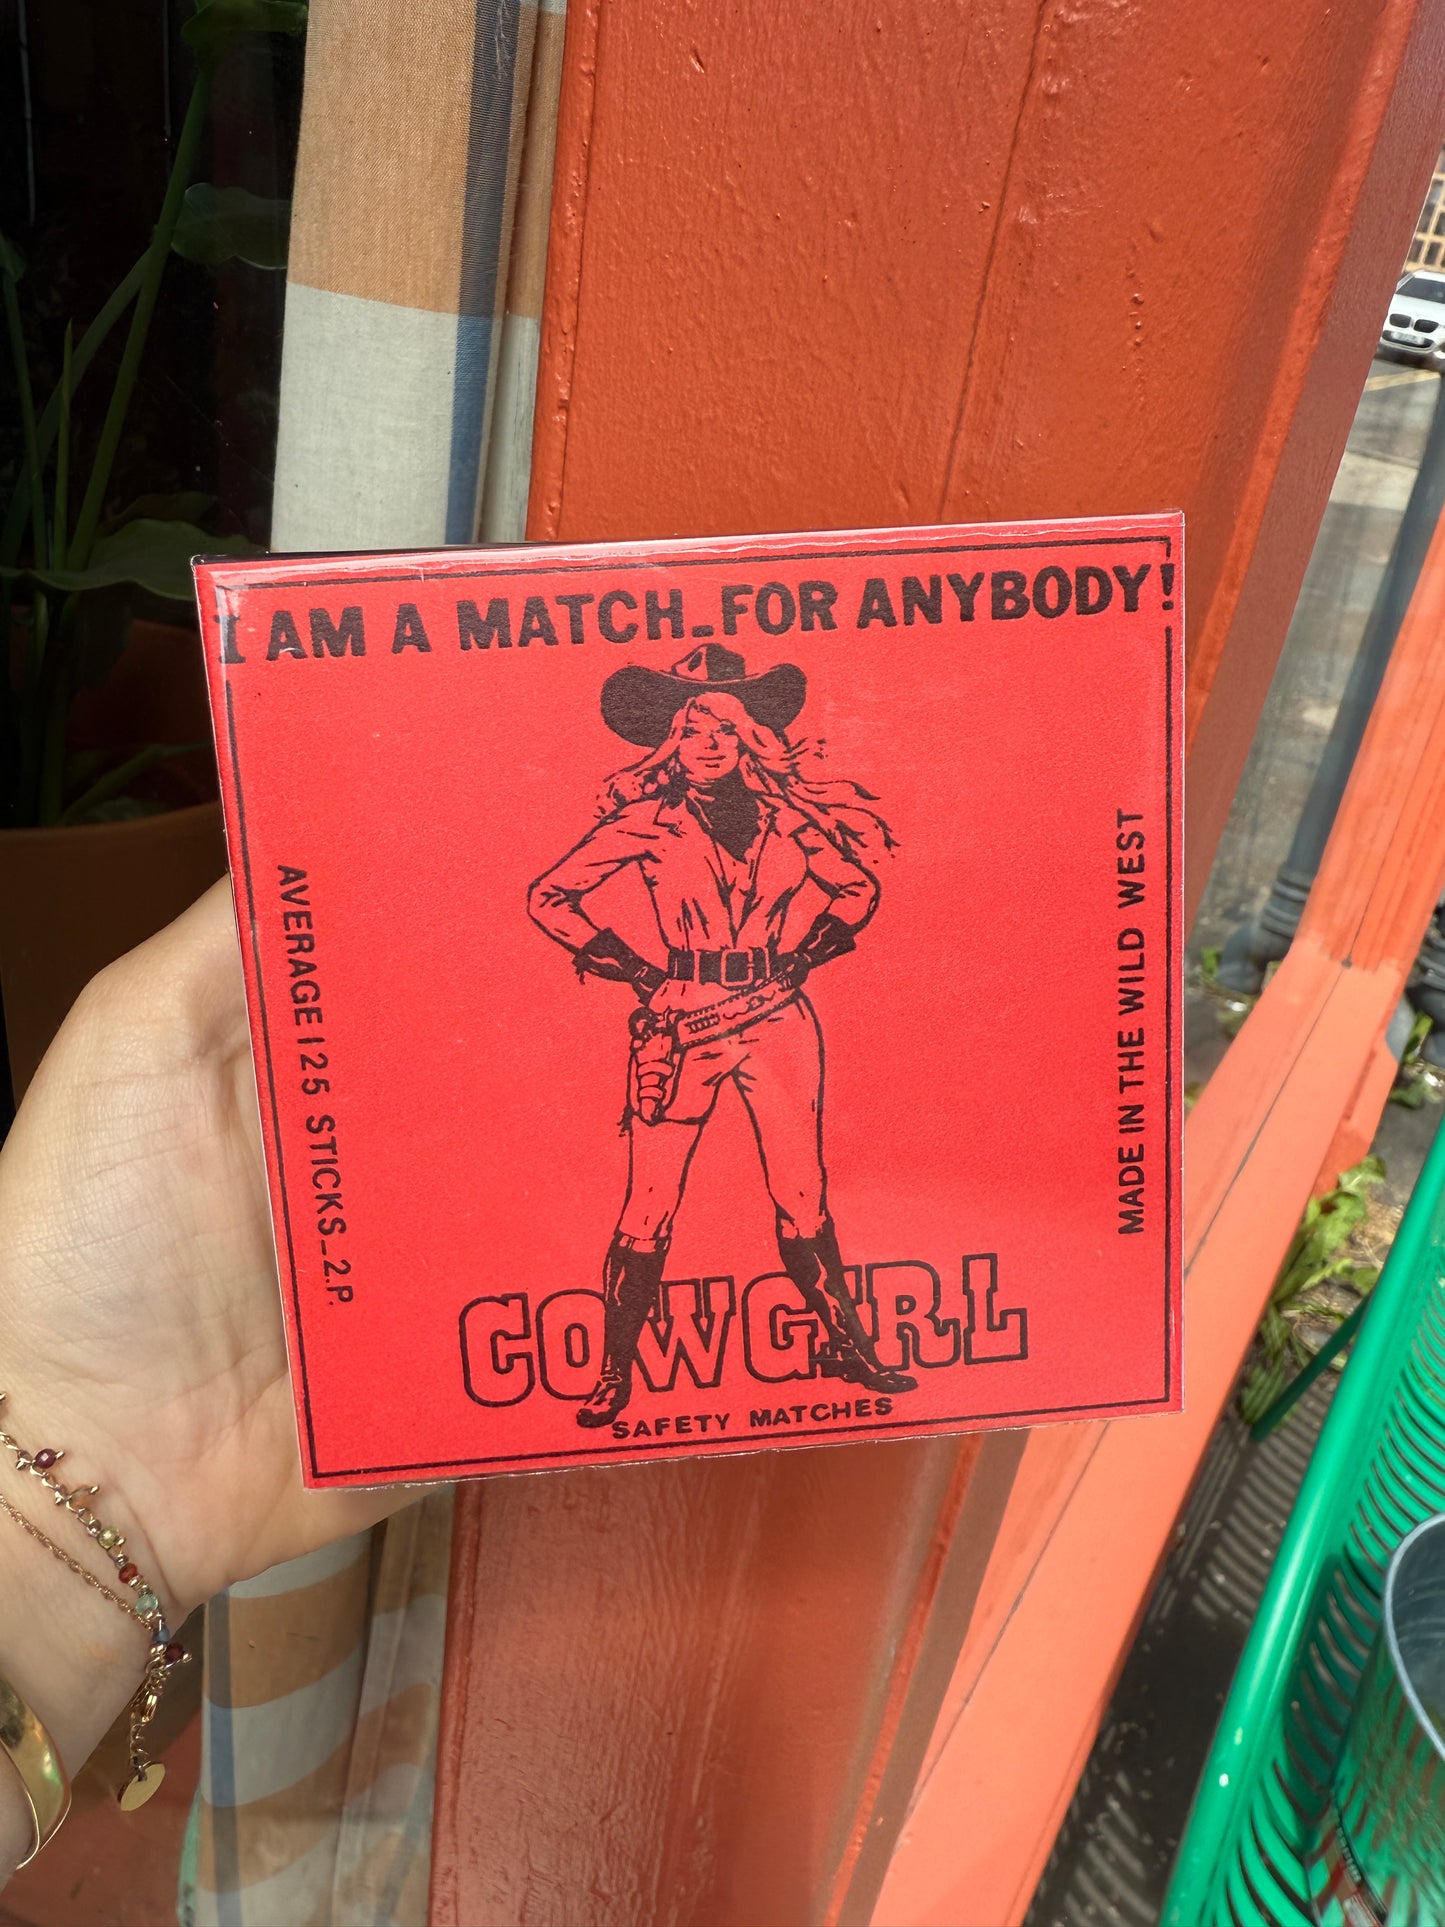 I AM A MATCH_FOR ANYBODY!
AVERAGE 125 STICKS_2.P.
MADE IN THE WILD WEST
COWGIRL
SAFETY MATCHES